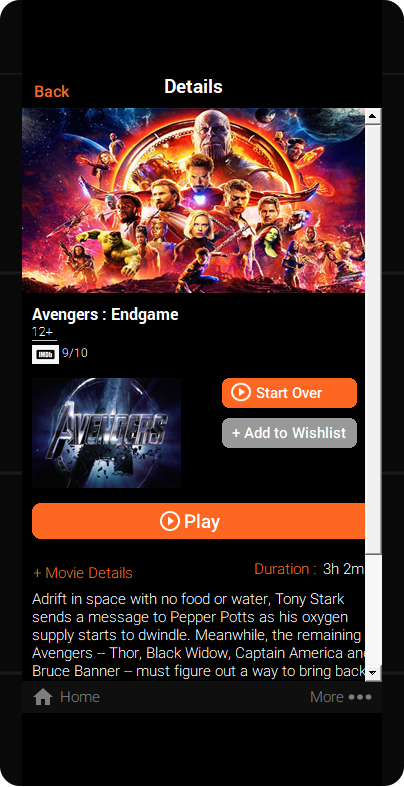 Back
Details
Avengers : Endgame
12+
IMDb 9/10
AVENGERS
Start Over
+ Add to Wishlist
Play
+ Movie Details
Duration : 3h 2m
Adrift in space with no food or water, Tony Stark
sends a message to Pepper Potts as his oxygen
supply starts to dwindle. Meanwhile, the remaining
Avengers -- Thor, Black Widow, Captain America and
Bruce Banner -- must figure out a way to bring back
Home
More